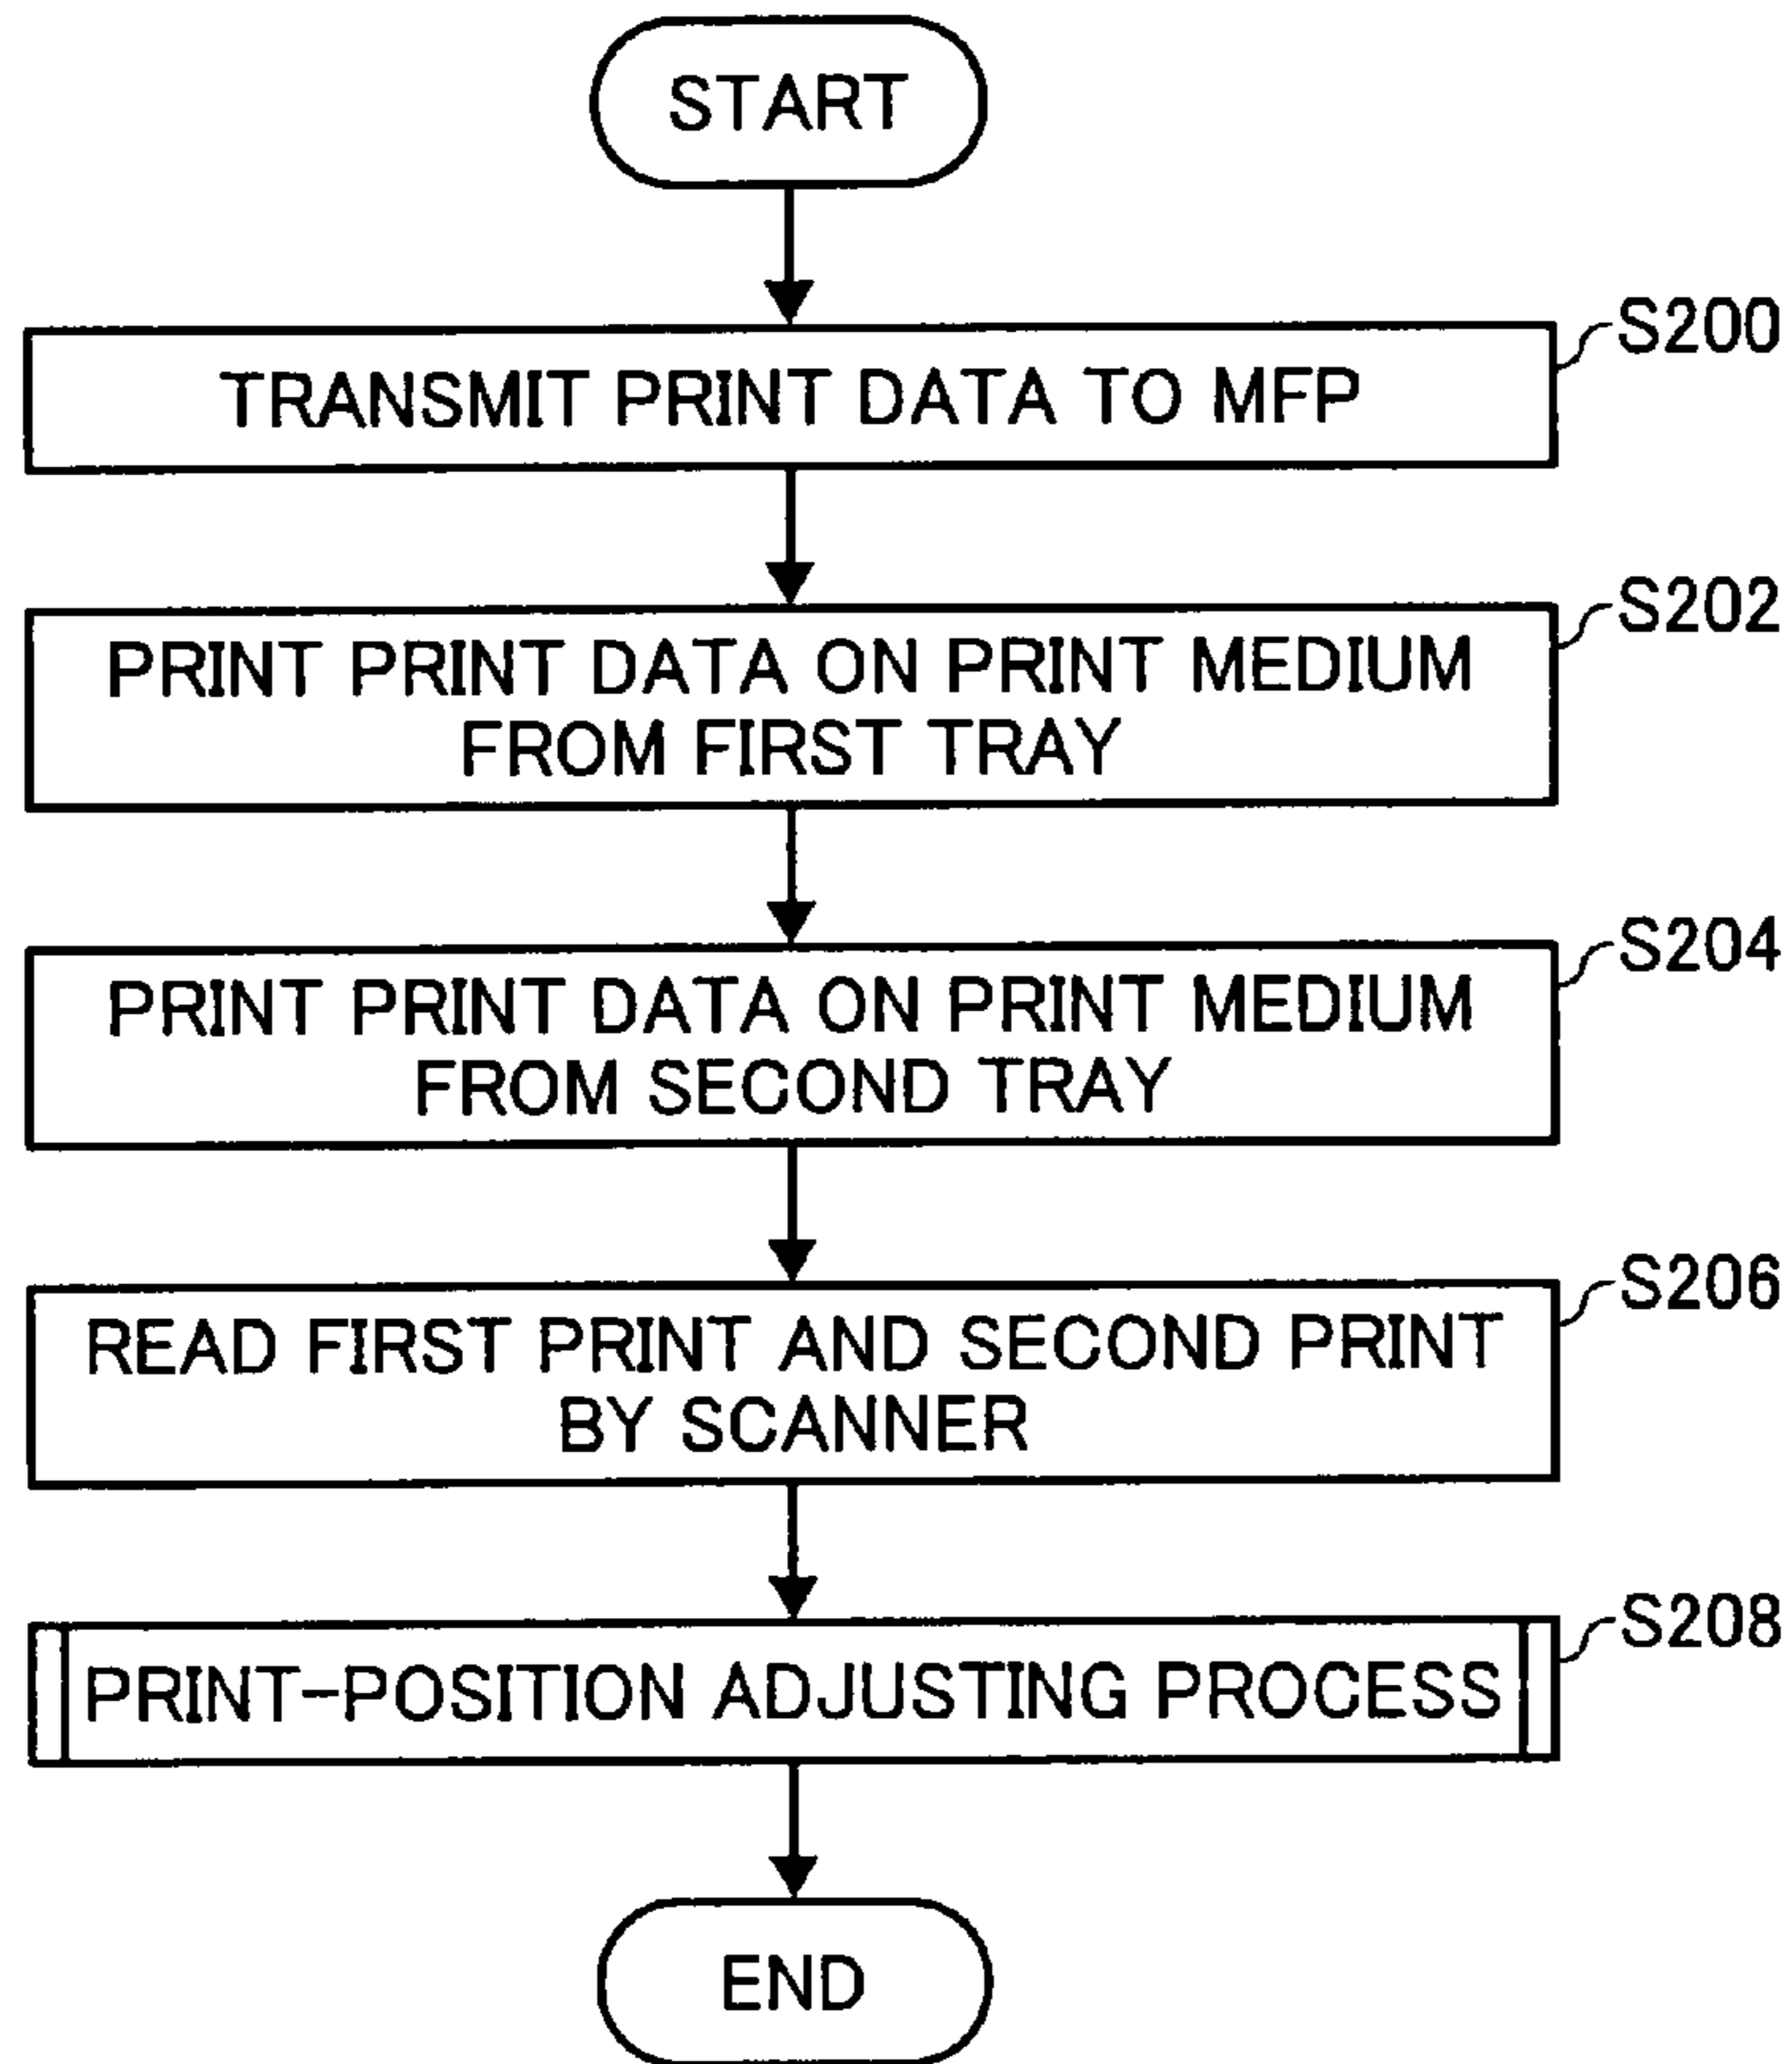 START
S200
TRANSMIT PRINT DATA TO MFP
S202
PRINT PRINT DATA ON PRINT MEDIUM
FROM FIRST TRAY
S204
PRINT PRINT DATA ON PRINT MEDIUM
FROM SECOND TRAY
S206
READ FIRST PRINT AND SECOND PRINT
BY SCANNER
S208
PRINT-POSITION ADJUSTING PROCESS
END